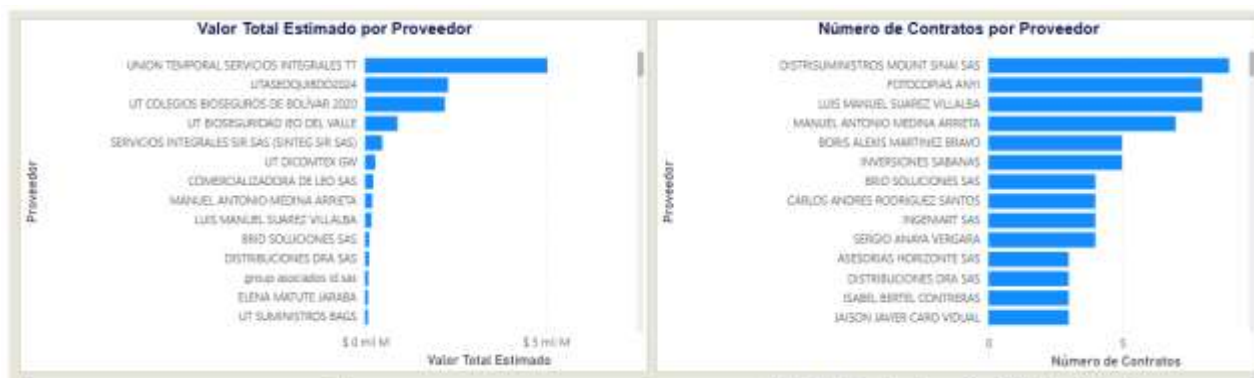 Valor Total Estimado por Proveedor
Proveedor
UNION TEMPORAL SERVICIOS INTEGRALES TT
UTASEOQUIBDO2024
UT COLEGIOS BIOSEGUROS DE BOLÍVAR 2020
UT BIOSEGURIDAD IEO DEL VALLE
SERVICIOS INTEGRALES SIR SAS (SINTEG SIR SAS)
UT DICOMTEX GW
COMERCIALIZADORA DE LEO SAS
MANUEL ANTONIO MEDINA ARRIETA
LUIS MANUEL SUAREZ VILLALBA
BRIO SOLUCIONES SAS
DISTRIBUCIONES DRA SAS
group asociados id sas
ELENA MATUTE JARABA
UT SUMINISTROS BAGS
$ 0 mil M $ 5 mil M
Valor Total Estimado
Número de Contratos por Proveedor
Proveedor
DISTRISUMINISTROS MOUNT SINAI SAS
FOTOCOPIAS ANYI
LUIS MANUEL SUAREZ VILLALBA
MANUEL ANTONIO MEDINA ARRIETA
BORIS ALEXIS MARTINEZ BRAVO
INVERSIONES SABANAS
BRIO SOLUCIONES SAS
CARLOS ANDRES RODRIGUEZ SANTOS
INGEMART SAS
SERGIO ANAYA VERGARA
ASESORIAS HORIZONTE SAS
DISTRIBUCIONES DRA SAS
ISABEL BERTEL CONTRERAS
JAISON JAVIER CARO VIDUAL
0 5
Número de Contratos